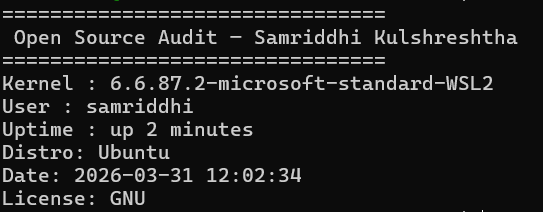 ================================
Open Source Audit — Samriddhi Kulshreshtha
================================
Kernel : 6.6.87.2-microsoft-standard-WSL2
User : samriddhi
Uptime : up 2 minutes
Distro: Ubuntu
Date: 2026-03-31 12:02:34
License: GNU